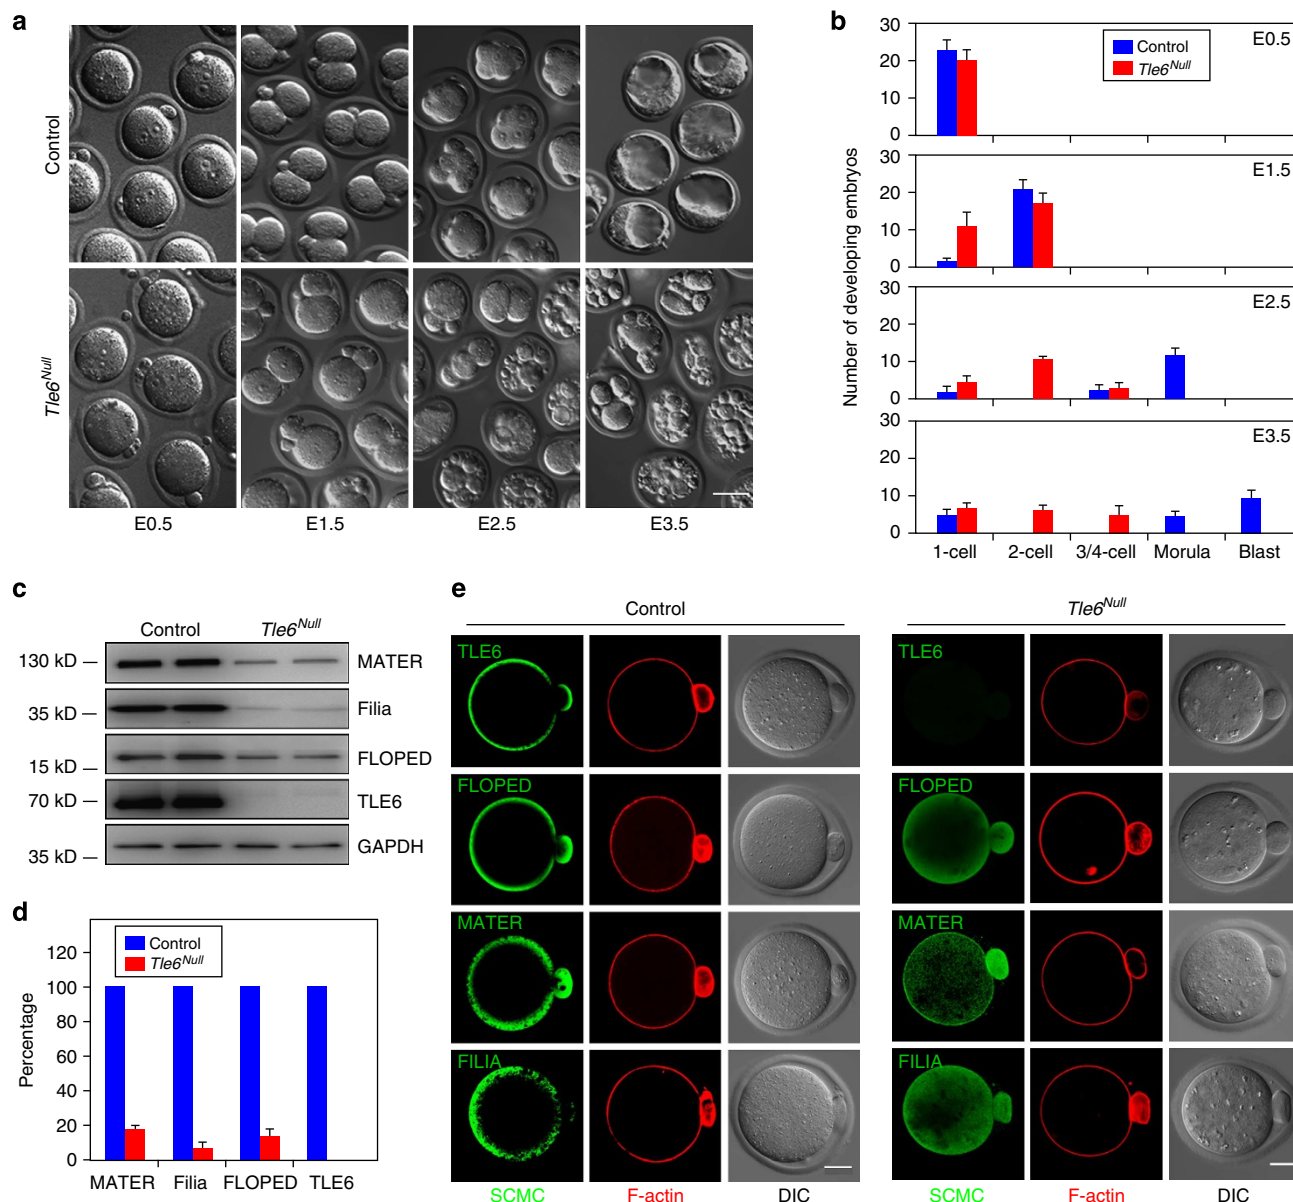 a
Control
Tle6Null
E0.5 E1.5 E2.5 E3.5
b
Number of developing embryos
Control
Tle6Null
E0.5
30
20
10
0
E1.5
30
20
10
0
E2.5
30
20
10
0
E3.5
30
20
10
0
1-cell 2-cell 3/4-cell Morula Blast
c
Control Tle6Null
130 kD MATER
35 kD Filia
15 kD FLOPED
70 kD TLE6
35 kD GAPDH
d
Percentage
Control
Tle6Null
120
100
80
60
40
20
0
MATER Filia FLOPED TLE6
e
Control Tle6Null
TLE6 TLE6
FLOPED FLOPED
MATER MATER
FILIA FILIA
SCMC F-actin DIC SCMC F-actin DIC